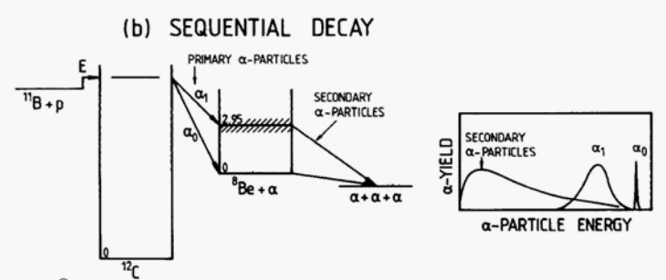 (b) SEQUENTIAL DECAY
PRIMARY α-PARTICLES
E
¹¹B + p
α₁
α₀
2.95
SECONDARY
α-PARTICLES
0
⁸Be + α
α + α + α
0
¹²C
α-YIELD
SECONDARY
α-PARTICLES
α₁
α₀
α-PARTICLE ENERGY